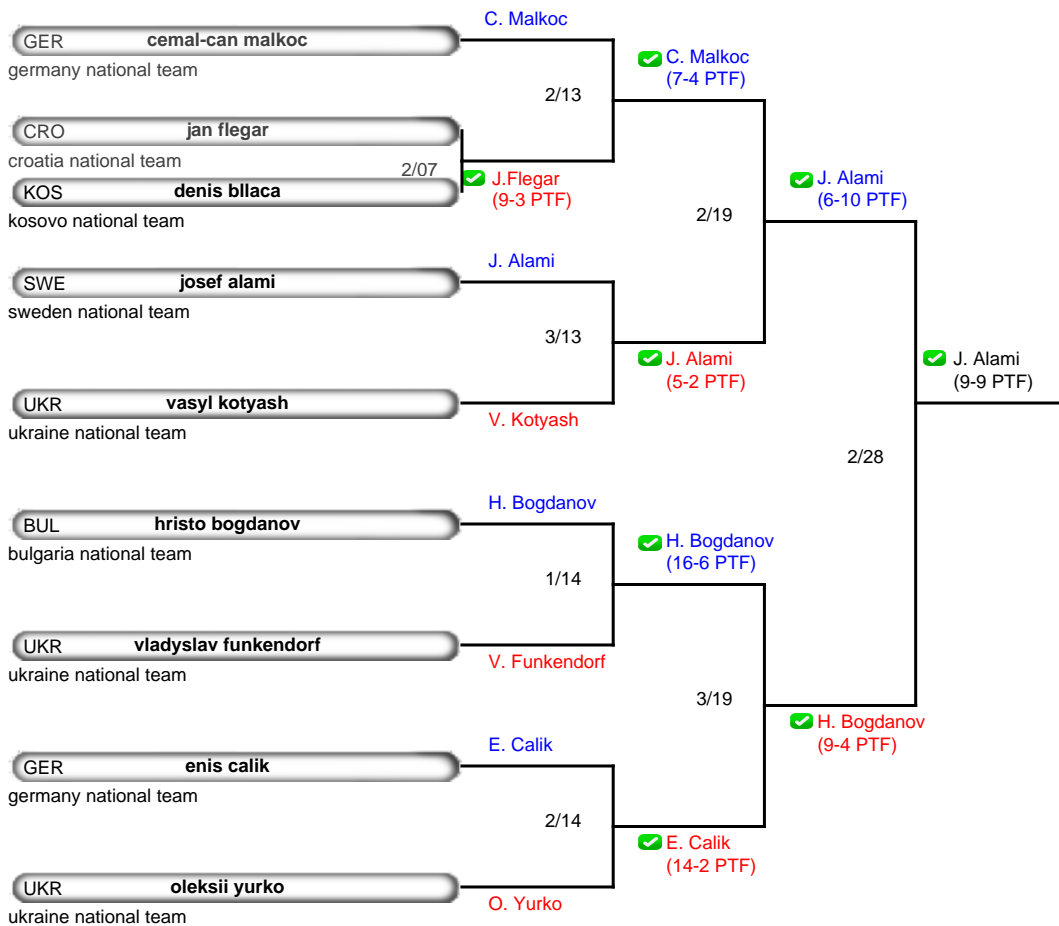 C. Malkoc
GER cemal-can malkoc
germany national team
C. Malkoc
(7-4 PTF)
2/13
CRO jan flegar
croatia national team
2/07
J.Flegar
(9-3 PTF)
KOS denis bllaca
kosovo national team
J. Alami
(6-10 PTF)
2/19
J. Alami
SWE josef alami
sweden national team
3/13
J. Alami
(5-2 PTF)
J. Alami
(9-9 PTF)
UKR vasyl kotyash
V. Kotyash
ukraine national team
2/28
H. Bogdanov
BUL hristo bogdanov
bulgaria national team
H. Bogdanov
(16-6 PTF)
1/14
UKR vladyslav funkendorf
V. Funkendorf
ukraine national team
3/19
H. Bogdanov
(9-4 PTF)
E. Calik
GER enis calik
germany national team
2/14
E. Calik
(14-2 PTF)
UKR oleksii yurko
O. Yurko
ukraine national team